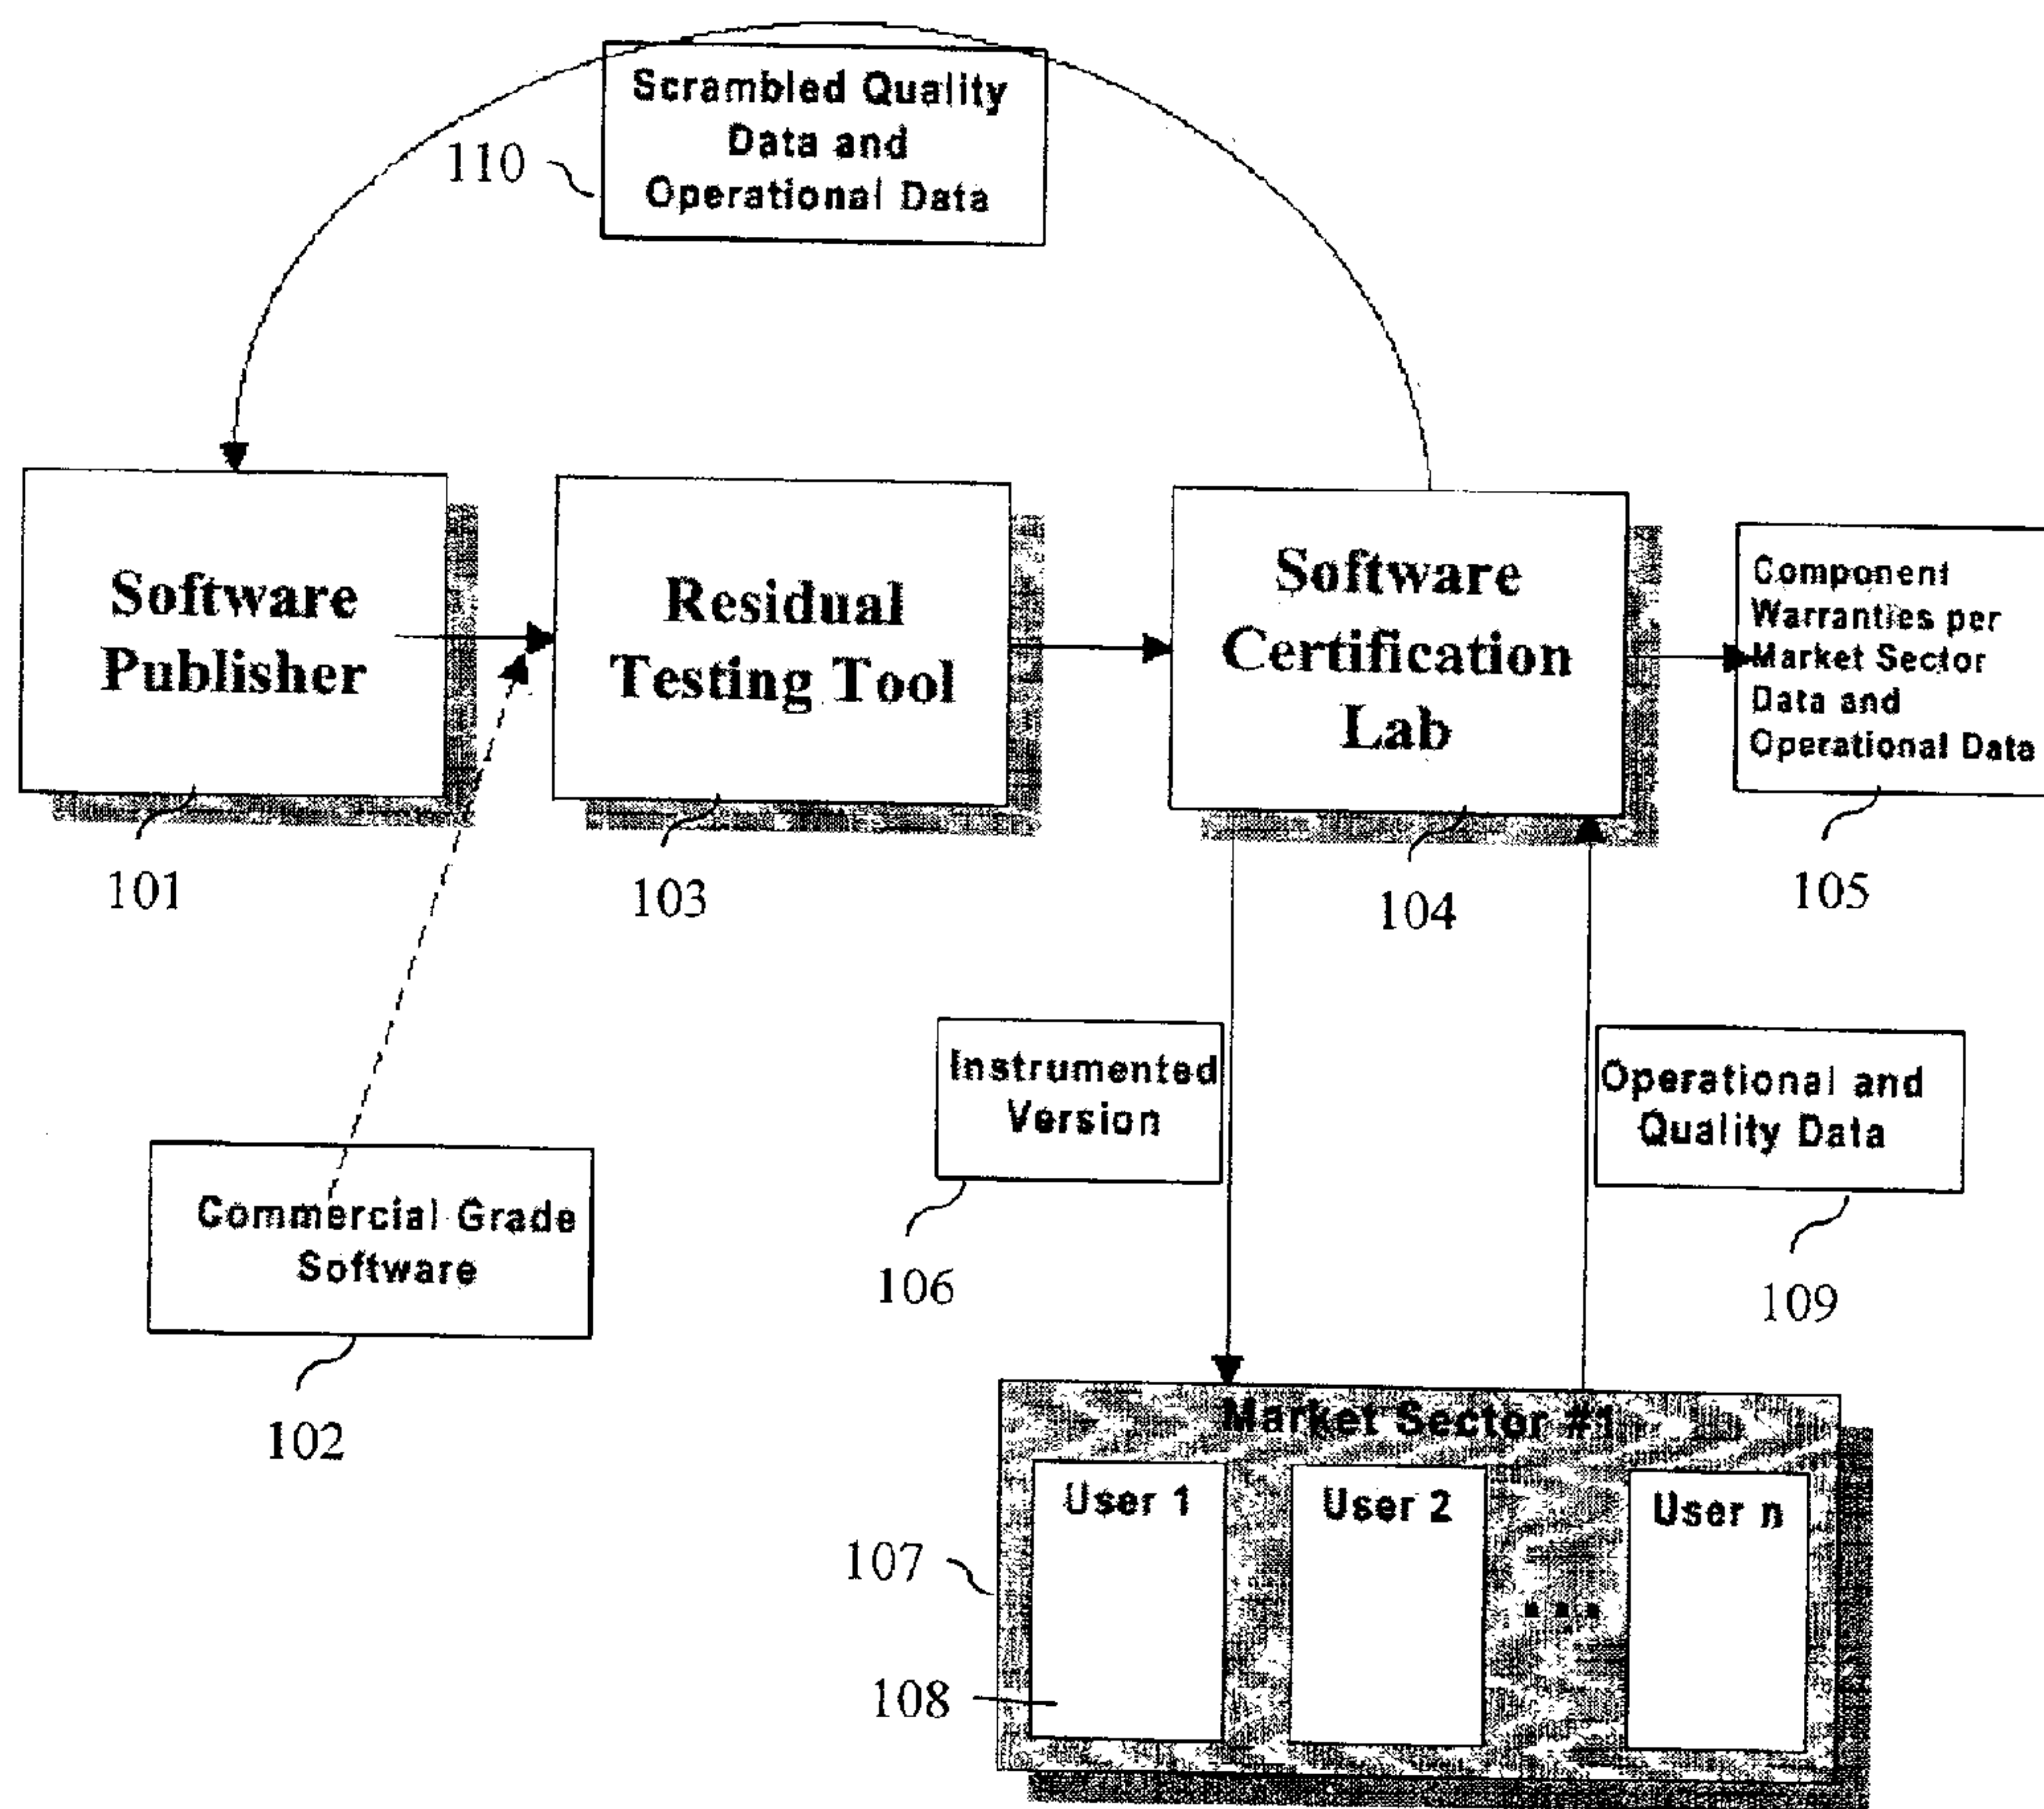 Scrambled Quality
Data and
Operational Data
110
Software
Publisher
Residual
Testing Tool
Software
Certification
Lab
Component
Warranties per
Market Sector
Data and
Operational Data
101
103
104
105
Instrumented
Version
Operational and
Quality Data
Commercial Grade
Software
106
109
102
Market Sector #1
User 1
User 2
...
User n
107
108